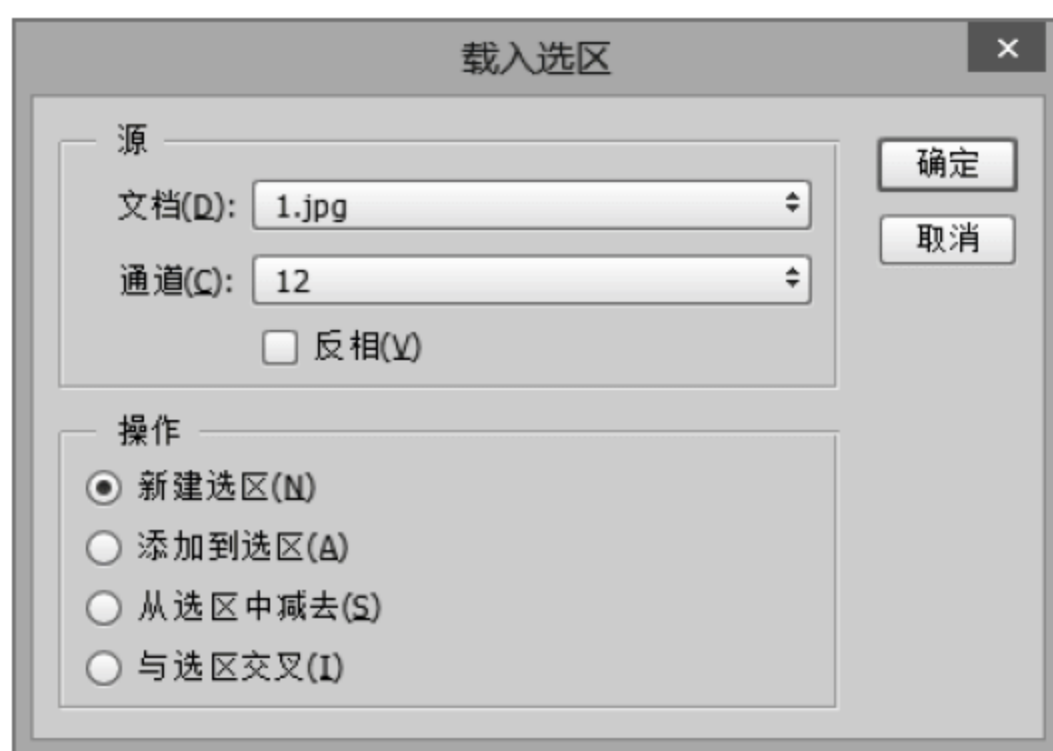 载入选区
源
文档(D): 1.jpg
通道(C): 12
反相(V)
确定
取消
操作
新建选区(N)
添加到选区(A)
从选区中减去(S)
与选区交叉(I)